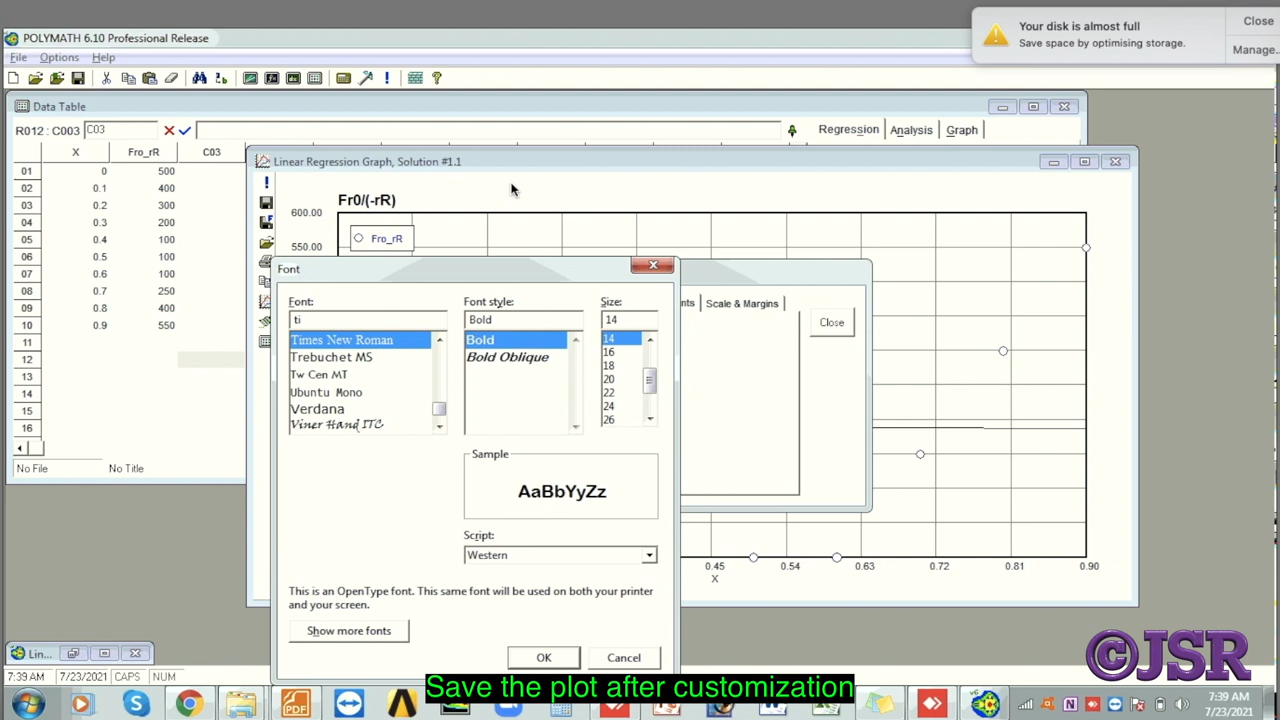 POLYMATH 6.10 Professional Release
Your disk is almost full
Save space by optimising storage.
Close
Manage...
File Options Help
Data Table
R012 : C003 C03
Regression Analysis Graph
X Fro_rR C03
01 0 500
02 0.1 400
03 0.2 300
04 0.3 200
05 0.4 100
06 0.5 100
07 0.6 100
08 0.7 250
09 0.8 400
10 0.9 550
11
12
13
14
15
16
No File No Title
Linear Regression Graph, Solution #1.1
Fr0/(-rR)
600.00
550.00
Fro_rR
0.45 0.54 0.63 0.72 0.81 0.90
X
nts Scale & Margins
Close
Font
Font: Font style: Size:
ti Bold 14
Times New Roman
Trebuchet MS
Tw Cen MT
Ubuntu Mono
Verdana
Viner Hand ITC
Bold
Bold Oblique
14
16
18
20
22
24
26
Sample
AaBbYyZz
Script:
Western
This is an OpenType font. This same font will be used on both your printer
and your screen.
Show more fonts
OK Cancel
Lin...
7:39 AM 7/23/2021 CAPS NUM
©JSR
Save the plot after customization
7:39 AM
7/23/2021